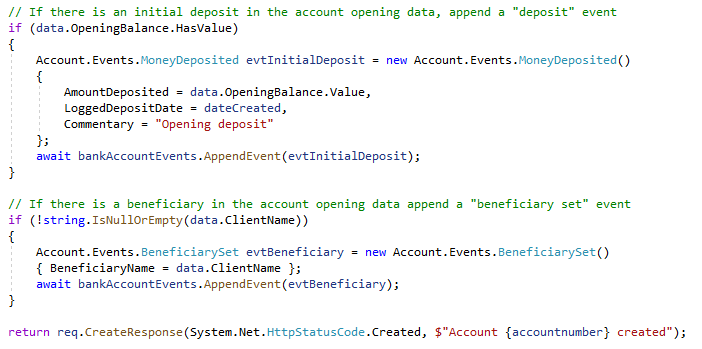 // If there is an initial deposit in the account opening data, append a "deposit" event
if (data.OpeningBalance.HasValue)
{
    Account.Events.MoneyDeposited evtInitialDeposit = new Account.Events.MoneyDeposited()
    {
        AmountDeposited = data.OpeningBalance.Value,
        LoggedDepositDate = dateCreated,
        Commentary = "Opening deposit"
    };
    await bankAccountEvents.AppendEvent(evtInitialDeposit);
}

// If there is a beneficiary in the account opening data append a "beneficiary set" event
if (!string.IsNullOrEmpty(data.ClientName))
{
    Account.Events.BeneficiarySet evtBeneficiary = new Account.Events.BeneficiarySet()
    { BeneficiaryName = data.ClientName };
    await bankAccountEvents.AppendEvent(evtBeneficiary);
}

return req.CreateResponse(System.Net.HttpStatusCode.Created, $"Account {accountnumber} created");